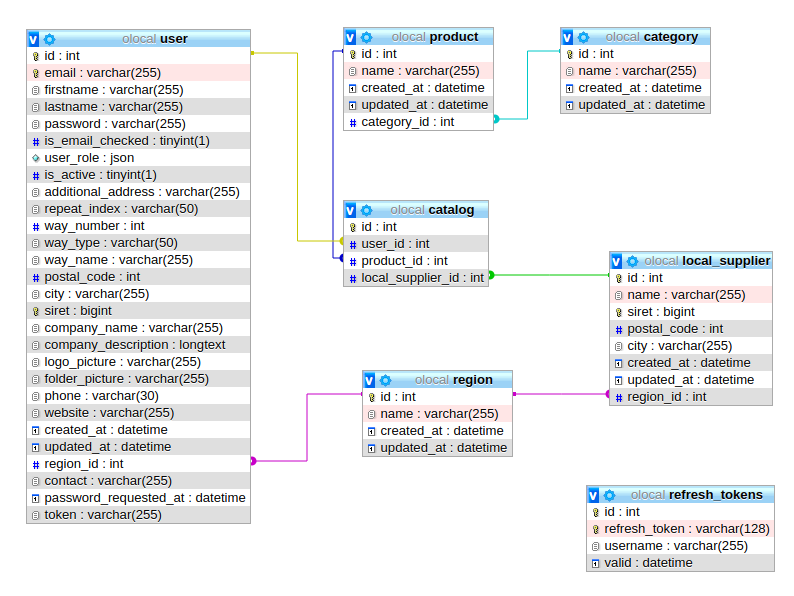 olocal user
id : int
email : varchar(255)
firstname : varchar(255)
lastname : varchar(255)
password : varchar(255)
is_email_checked : tinyint(1)
user_role : json
is_active : tinyint(1)
additional_address : varchar(255)
repeat_index : varchar(50)
way_number : int
way_type : varchar(50)
way_name : varchar(255)
postal_code : int
city : varchar(255)
siret : bigint
company_name : varchar(255)
company_description : longtext
logo_picture : varchar(255)
folder_picture : varchar(255)
phone : varchar(30)
website : varchar(255)
created_at : datetime
updated_at : datetime
region_id : int
contact : varchar(255)
password_requested_at : datetime
token : varchar(255)
olocal product
id : int
name : varchar(255)
created_at : datetime
updated_at : datetime
category_id : int
olocal category
id : int
name : varchar(255)
created_at : datetime
updated_at : datetime
olocal catalog
id : int
user_id : int
product_id : int
local_supplier_id : int
olocal local_supplier
id : int
name : varchar(255)
siret : bigint
postal_code : int
city : varchar(255)
created_at : datetime
updated_at : datetime
region_id : int
olocal region
id : int
name : varchar(255)
created_at : datetime
updated_at : datetime
olocal refresh_tokens
id : int
refresh_token : varchar(128)
username : varchar(255)
valid : datetime